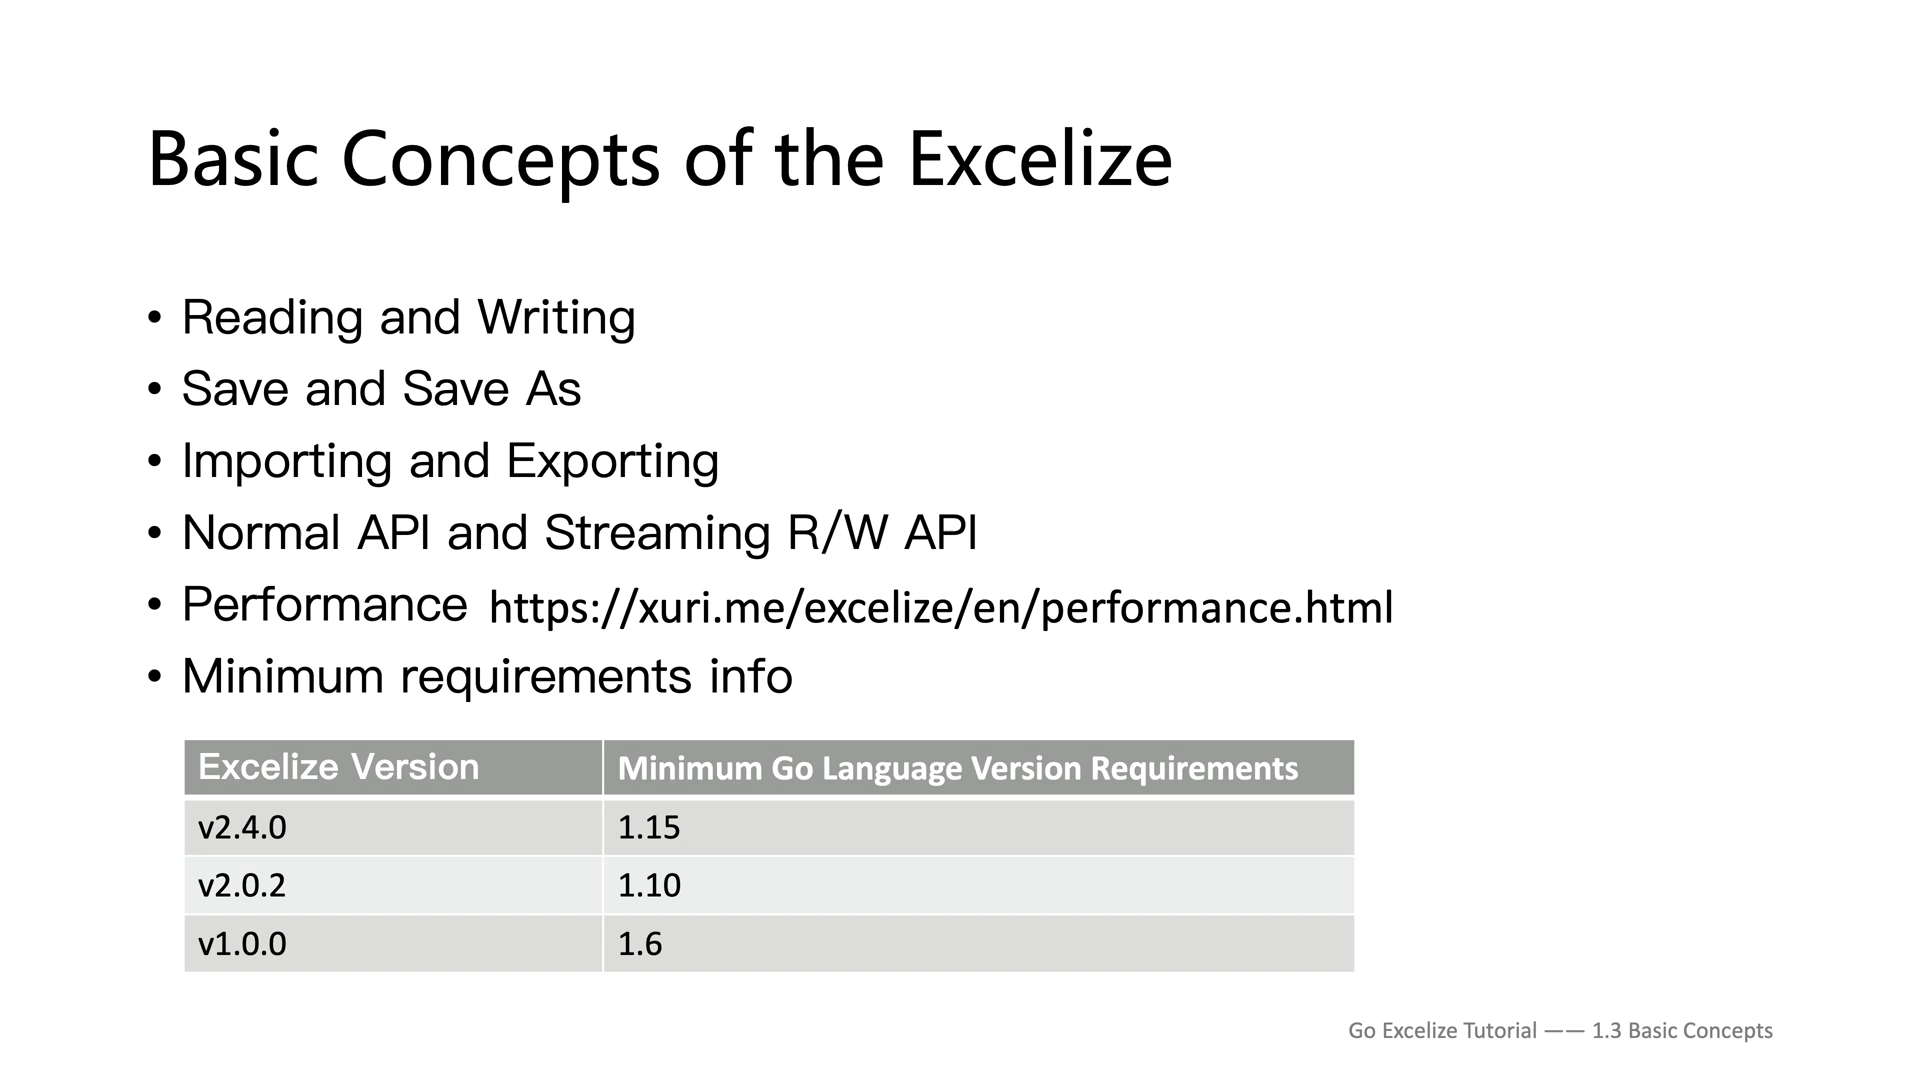 Basic Concepts of the Excelize
• Reading and Writing
• Save and Save As
• Importing and Exporting
• Normal API and Streaming R/W API
• Performance https://xuri.me/excelize/en/performance.html
• Minimum requirements info
Excelize Version Minimum Go Language Version Requirements
v2.4.0 1.15
v2.0.2 1.10
v1.0.0 1.6
Go Excelize Tutorial —— 1.3 Basic Concepts